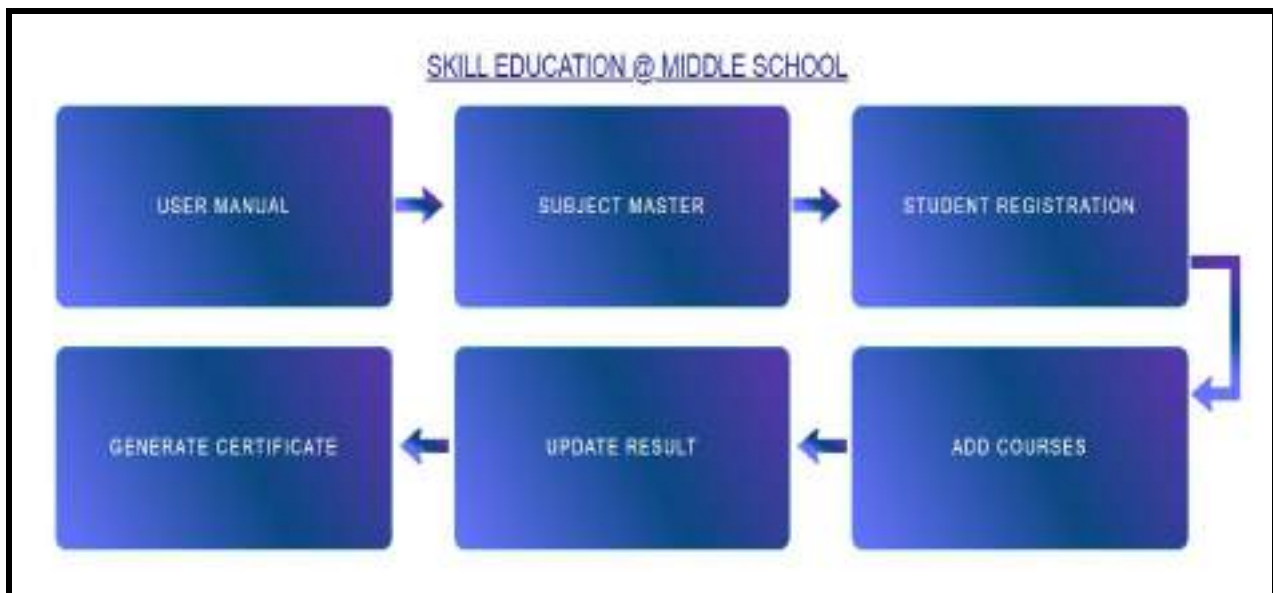 SKILL EDUCATION @ MIDDLE SCHOOL
USER MANUAL
SUBJECT MASTER
STUDENT REGISTRATION
ADD COURSES
UPDATE RESULT
GENERATE CERTIFICATE